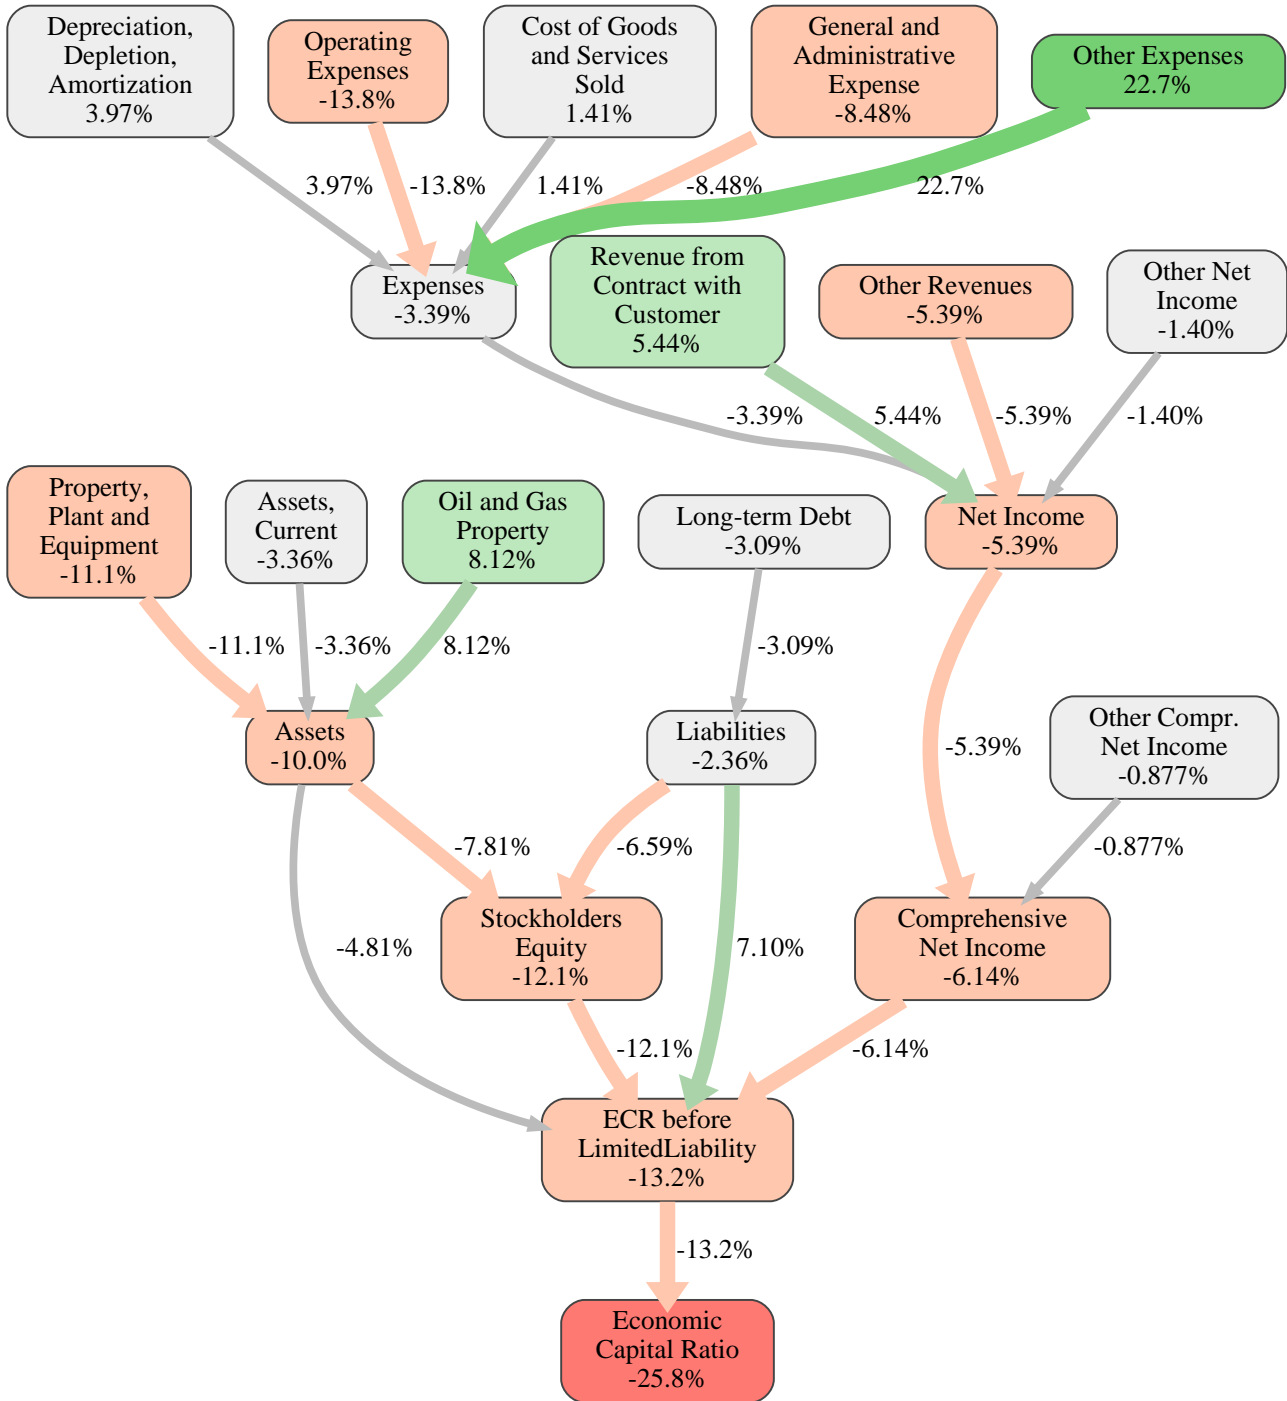 Depreciation,
Depletion,
Amortization
3.97%
Operating
Expenses
-13.8%
Cost of Goods
and Services
Sold
1.41%
General and
Administrative
Expense
-8.48%
Other Expenses
22.7%
3.97%
-13.8%
1.41%
-8.48%
22.7%
Expenses
-3.39%
Revenue from
Contract with
Customer
5.44%
Other Revenues
-5.39%
Other Net
Income
-1.40%
-3.39%
5.44%
-5.39%
-1.40%
Property,
Plant and
Equipment
-11.1%
Assets,
Current
-3.36%
Oil and Gas
Property
8.12%
Long-term Debt
-3.09%
Net Income
-5.39%
-11.1%
-3.36%
8.12%
-3.09%
-5.39%
Assets
-10.0%
Liabilities
-2.36%
Other Compr.
Net Income
-0.877%
-7.81%
-6.59%
-0.877%
-4.81%
7.10%
Stockholders
Equity
-12.1%
Comprehensive
Net Income
-6.14%
-12.1%
-6.14%
ECR before
LimitedLiability
-13.2%
-13.2%
Economic
Capital Ratio
-25.8%